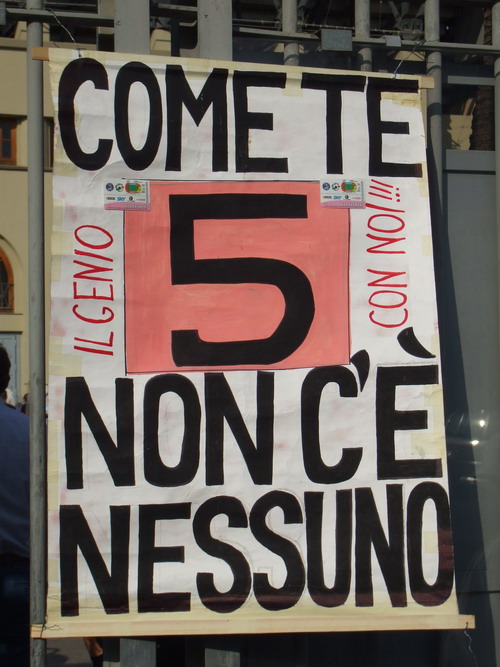 COME TE
IL GENIO
5
CON NOI!!!
NON C'È
NESSUNO